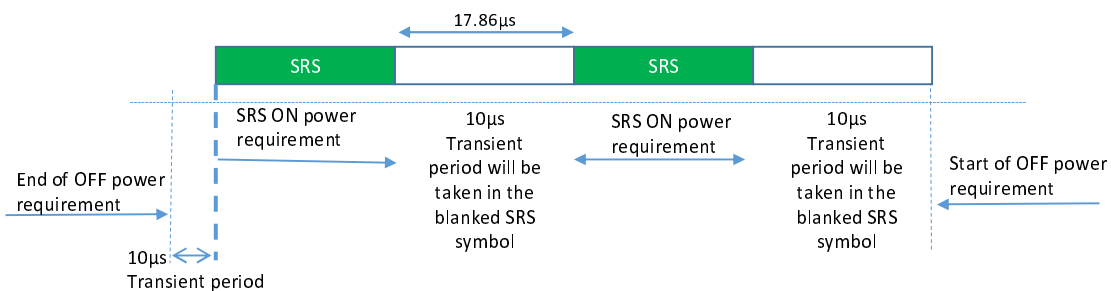 17.86µs
SRS
SRS
SRS ON power
requirement
10µs
Transient
period will be
taken in the
blanked SRS
symbol
SRS ON power
requirement
10µs
Transient
period will be
taken in the
blanked SRS
symbol
Start of OFF power
requirement
End of OFF power
requirement
10µs
Transient period